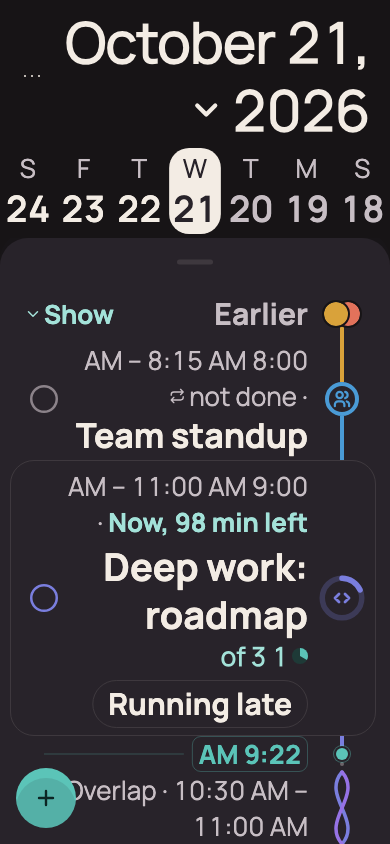 October 21,
2026
...
S F T W T M S
24 23 22 21 20 19 18
Show Earlier
AM – 8:15 AM 8:00
not done ·
Team standup
AM – 11:00 AM 9:00
· Now, 98 min left
Deep work:
roadmap
of 3 1
Running late
AM 9:22
Overlap · 10:30 AM –
11:00 AM
+